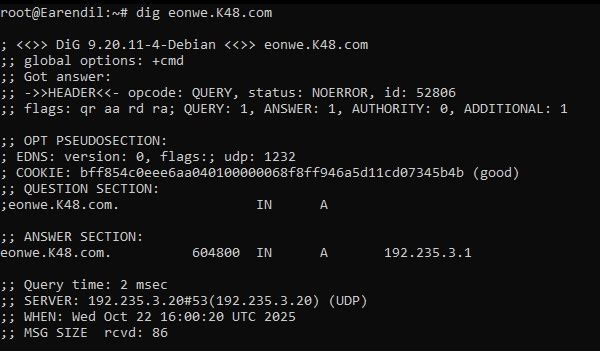 root@Earendil:~# dig eonwe.K48.com
; <<>> DiG 9.20.11-4-Debian <<>> eonwe.K48.com
;; global options: +cmd
;; Got answer:
;; ->>HEADER<<- opcode: QUERY, status: NOERROR, id: 52806
;; flags: qr aa rd ra; QUERY: 1, ANSWER: 1, AUTHORITY: 0, ADDITIONAL: 1
;; OPT PSEUDOSECTION:
; EDNS: version: 0, flags:; udp: 1232
; COOKIE: bff854c0eee6aa040100000068f8ff946a5d11cd07345b4b (good)
;; QUESTION SECTION:
;eonwe.K48.com. IN A
;; ANSWER SECTION:
eonwe.K48.com. 604800 IN A 192.235.3.1
;; Query time: 2 msec
;; SERVER: 192.235.3.20#53(192.235.3.20) (UDP)
;; WHEN: Wed Oct 22 16:00:20 UTC 2025
;; MSG SIZE rcvd: 86